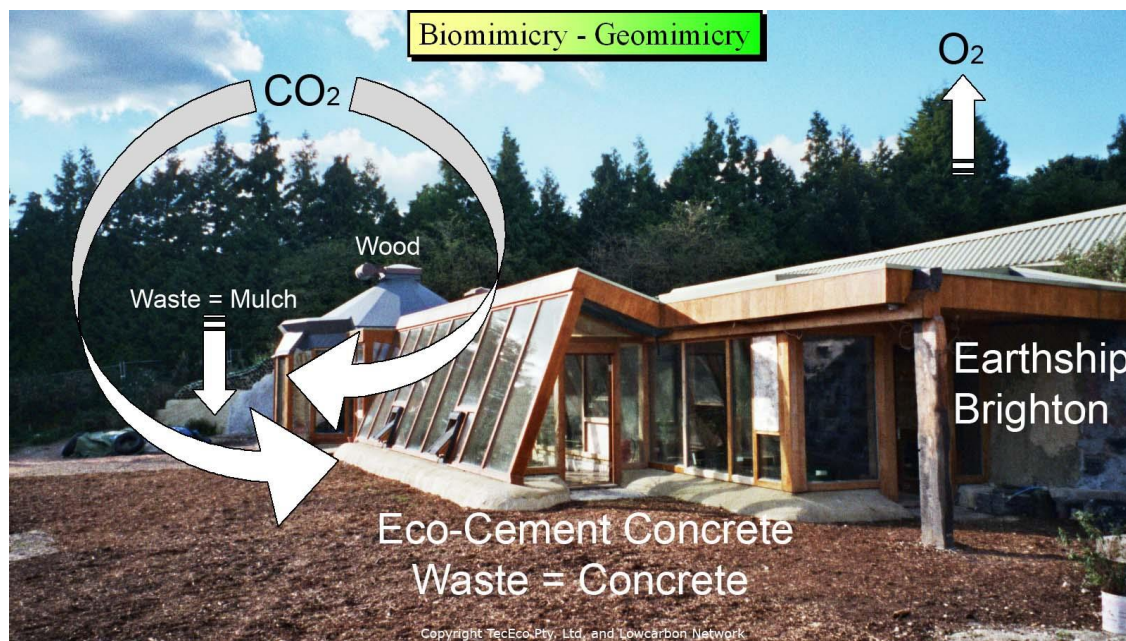 Biomimicry - Geomimicry
CO₂
O₂
Wood
Waste = Mulch
Earthship
Brighton
Eco-Cement Concrete
Waste = Concrete
Copyright TecEco Pty. Ltd. and Lowcarbon Network